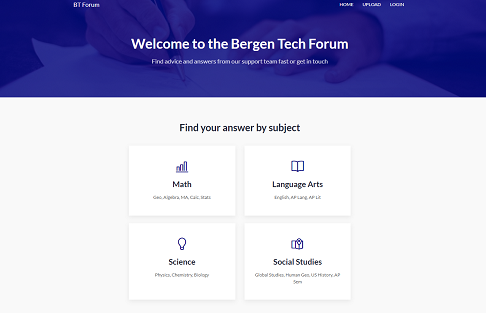 BT Forum
HOME UPLOAD LOGIN
Welcome to the Bergen Tech Forum
Find advice and answers from our support team fast or get in touch
Find your answer by subject
Math
Geo, Algebra, MA, Calc, Stats
Language Arts
English, AP Lang, AP Lit
Science
Physics, Chemistry, Biology
Social Studies
Global Studies, Human Geo, US History, AP
Sem